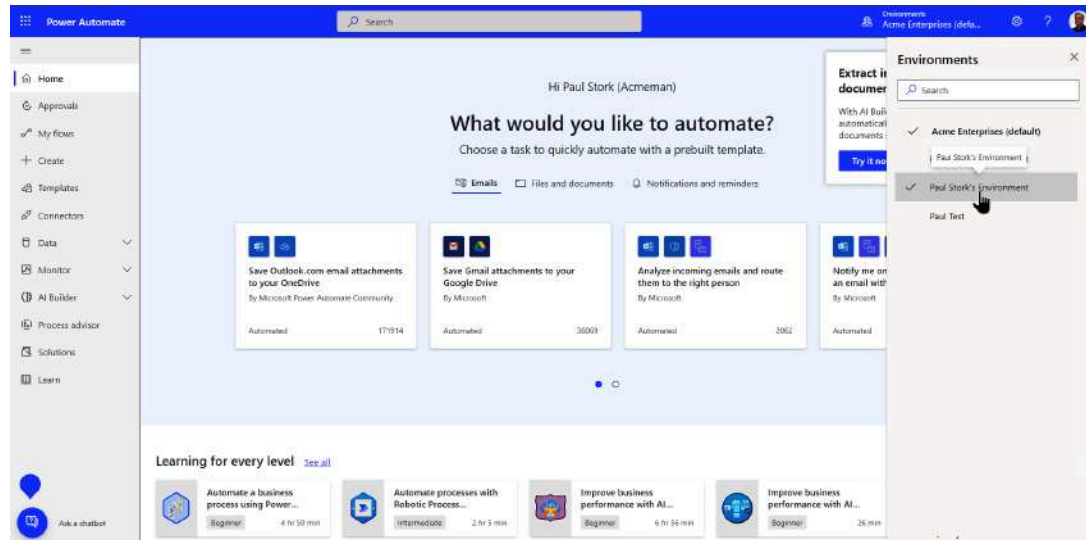 Power Automate
Search
Environments
Acme Enterprises (defa...
?
Home
Approvals
My flows
Create
Templates
Connectors
Data
Monitor
AI Builder
Process advisor
Solutions
Learn
Ask a chatbot
Hi Paul Stork (Acmeman)
What would you like to automate?
Choose a task to quickly automate with a prebuilt template.
Emails
Files and documents
Notifications and reminders
Extract i
documen
With AI Buil
automatical
documents
Try it no
Save Outlook.com email attachments
to your OneDrive
By Microsoft Power Automate Community
Automated
171914
Save Gmail attachments to your
Google Drive
By Microsoft
Automated
36069
Analyze incoming emails and route
them to the right person
By Microsoft
Automated
2062
Notify me on
an email with
By Microsoft
Automated
Learning for every level
See all
Automate a business
process using Power...
Beginner
4 hr 50 min
Automate processes with
Robotic Process...
Intermediate
2 hr 5 min
Improve business
performance with AI...
Beginner
6 hr 56 min
Improve business
performance with AI...
Beginner
26 min
Environments
Search
Acme Enterprises (default)
Paul Stork's Environment
Paul Stork's Environment
Paul Test